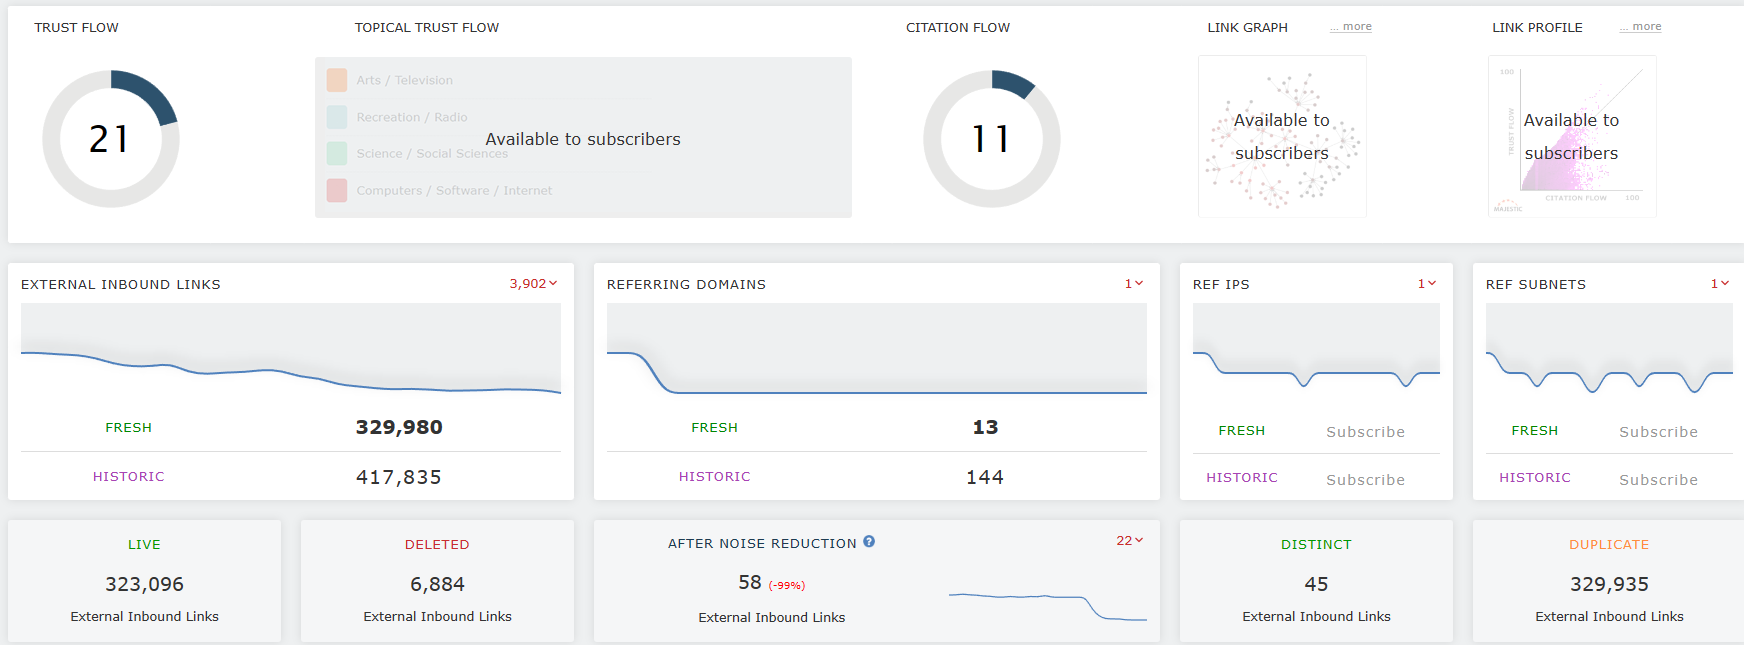 TRUST FLOW
TOPICAL TRUST FLOW
CITATION FLOW
LINK GRAPH
... more
LINK PROFILE
... more
21
Arts / Television
Recreation / Radio
Science / Social Sciences
Computers / Software / Internet
Available to subscribers
11
Available to
subscribers
100
TRUST FLOW
Available to
subscribers
CITATION FLOW 100
MAJESTIC
EXTERNAL INBOUND LINKS
3,902
FRESH 329,980
HISTORIC 417,835
REFERRING DOMAINS
1
FRESH 13
HISTORIC 144
REF IPS
1
FRESH Subscribe
HISTORIC Subscribe
REF SUBNETS
1
FRESH Subscribe
HISTORIC Subscribe
LIVE
323,096
External Inbound Links
DELETED
6,884
External Inbound Links
AFTER NOISE REDUCTION ?
22
58 (-99%)
External Inbound Links
DISTINCT
45
External Inbound Links
DUPLICATE
329,935
External Inbound Links